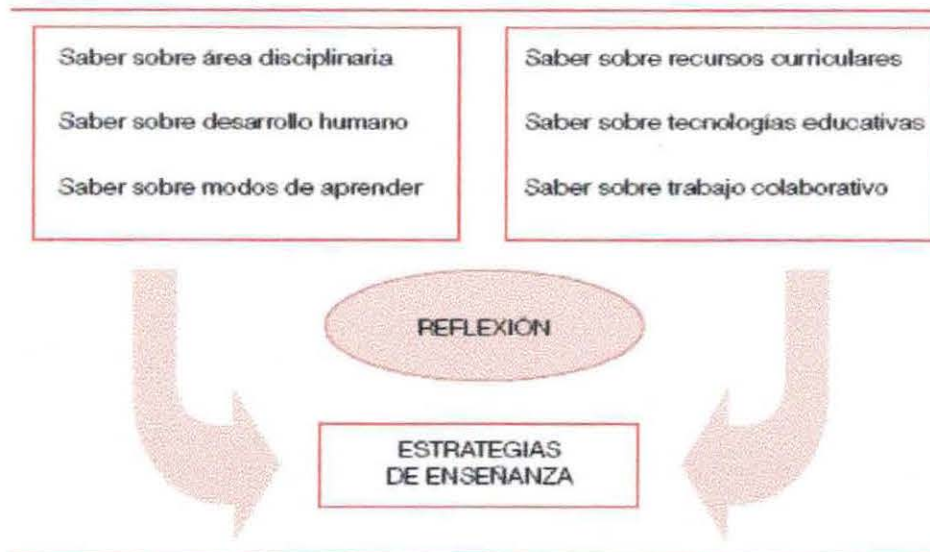 Saber sobre área disciplinaria
Saber sobre desarrollo humano
Saber sobre modos de aprender
Saber sobre recursos curriculares
Saber sobre tecnologías educativas
Saber sobre trabajo colaborativo
REFLEXIÓN
ESTRATEGIAS
DE ENSEÑANZA